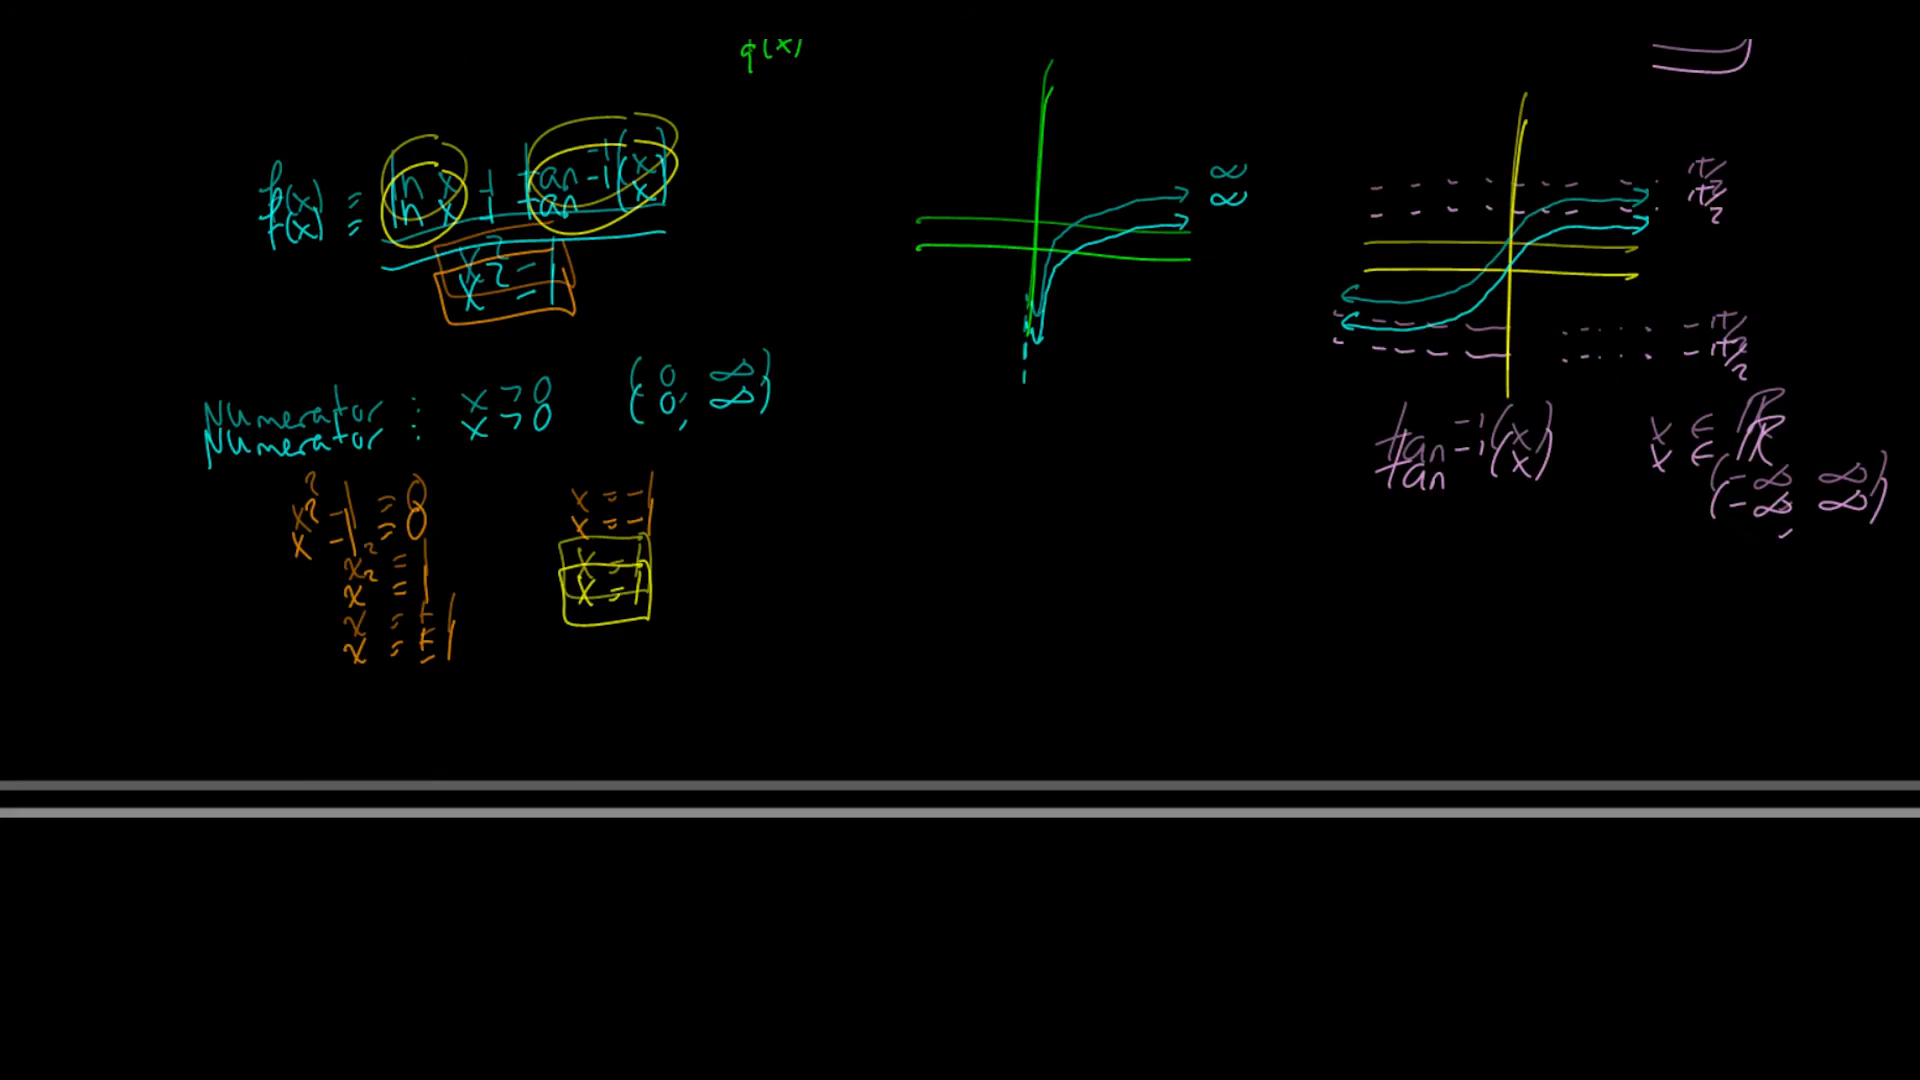 q(x)
f(x) = ln x + tan⁻¹(x)
x² - 1
∞
π/2
-π/2
Numerator : x > 0 (0, ∞)
tan⁻¹(x) x ∈ ℝ
(-∞, ∞)
x² - 1 = 0
x² = 1
x = ± 1
x = -1
x = 1